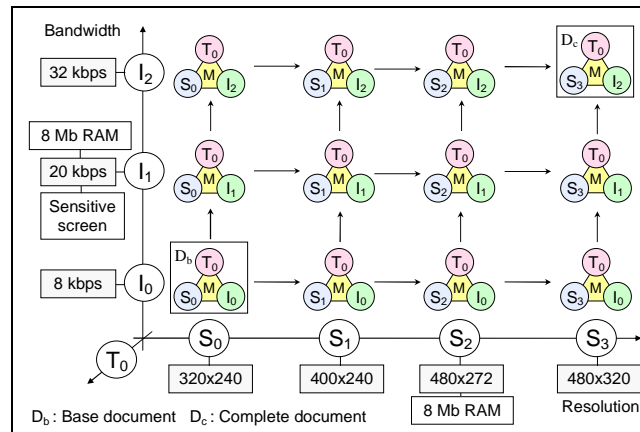 Bandwidth
T0 T0 T0 Dc T0
32 kbps I2 S0 M I2 S1 M I2 S2 M I2 S3 M I2
8 Mb RAM
T0 T0 T0 T0
20 kbps I1 S0 M I1 S1 M I1 S2 M I1 S3 M I1
Sensitive
screen
Db T0 T0 T0 T0
8 kbps I0 S0 M I0 S1 M I0 S2 M I0 S3 M I0
T0 S0 S1 S2 S3
320x240 400x240 480x272 480x320
8 Mb RAM Resolution
Db : Base document Dc : Complete document